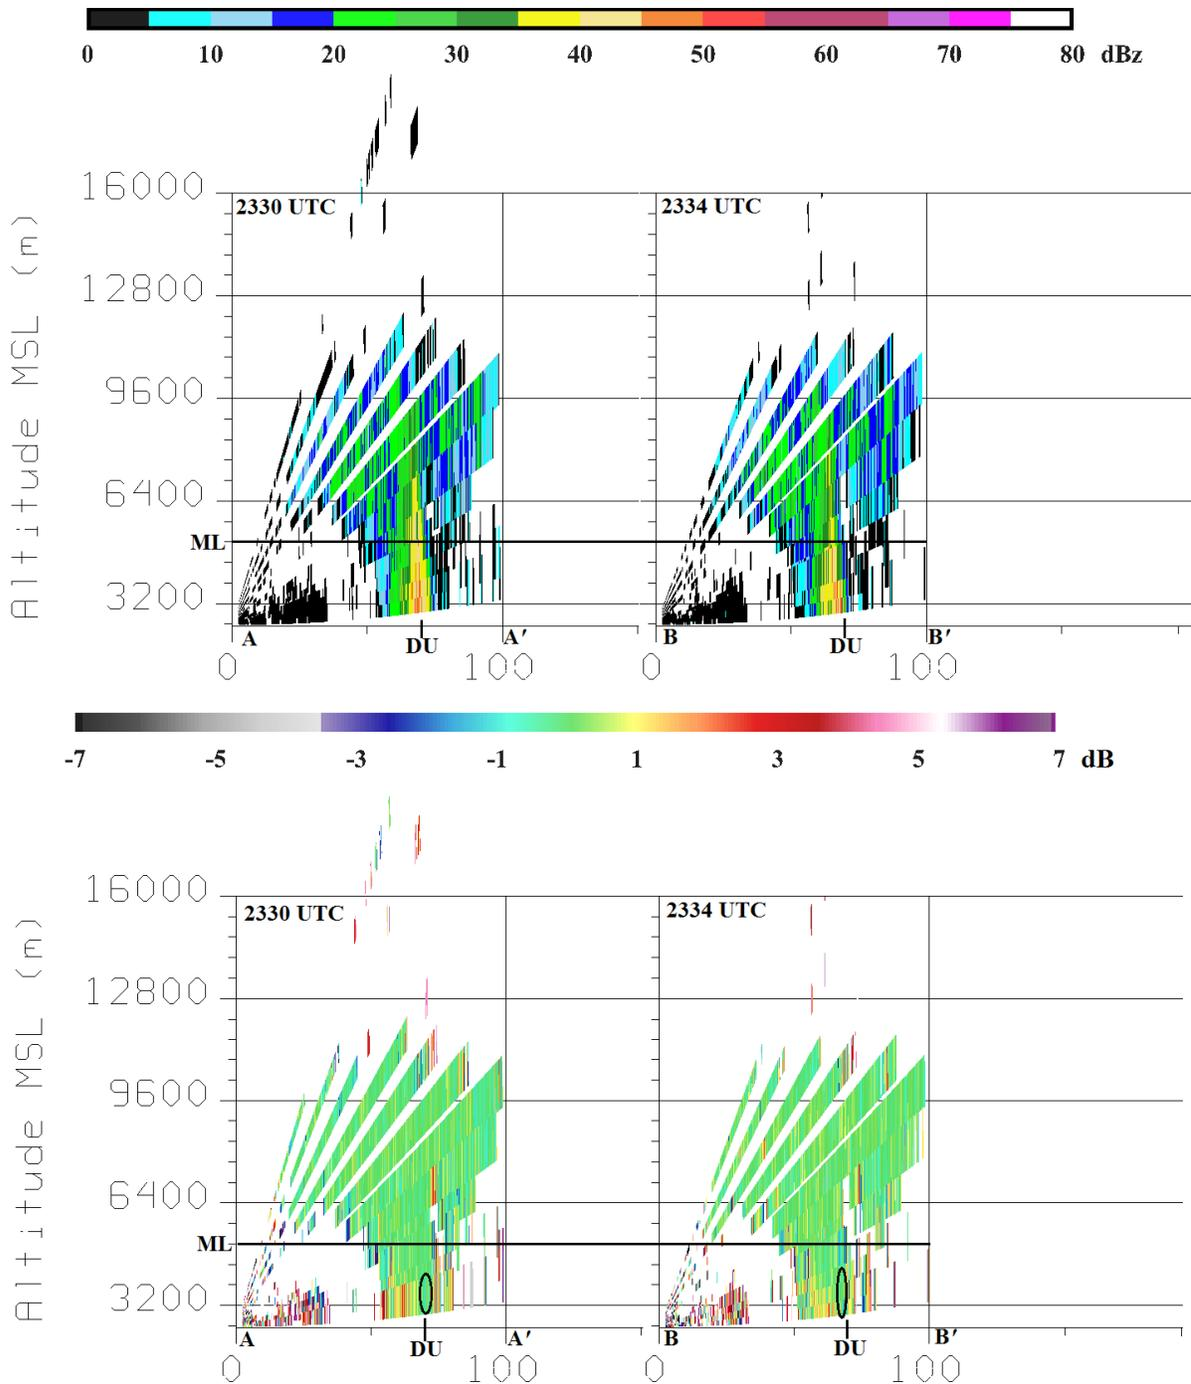 0 10 20 30 40 50 60 70 80 dBz
16000
2330 UTC 2334 UTC
12800
9600
6400
ML
3200
Altitude MSL (m)
A DU A′ B DU B′
0 100 0 100
-7 -5 -3 -1 1 3 5 7 dB
16000
2330 UTC 2334 UTC
12800
9600
6400
ML
3200
Altitude MSL (m)
A DU A′ B DU B′
0 100 0 100